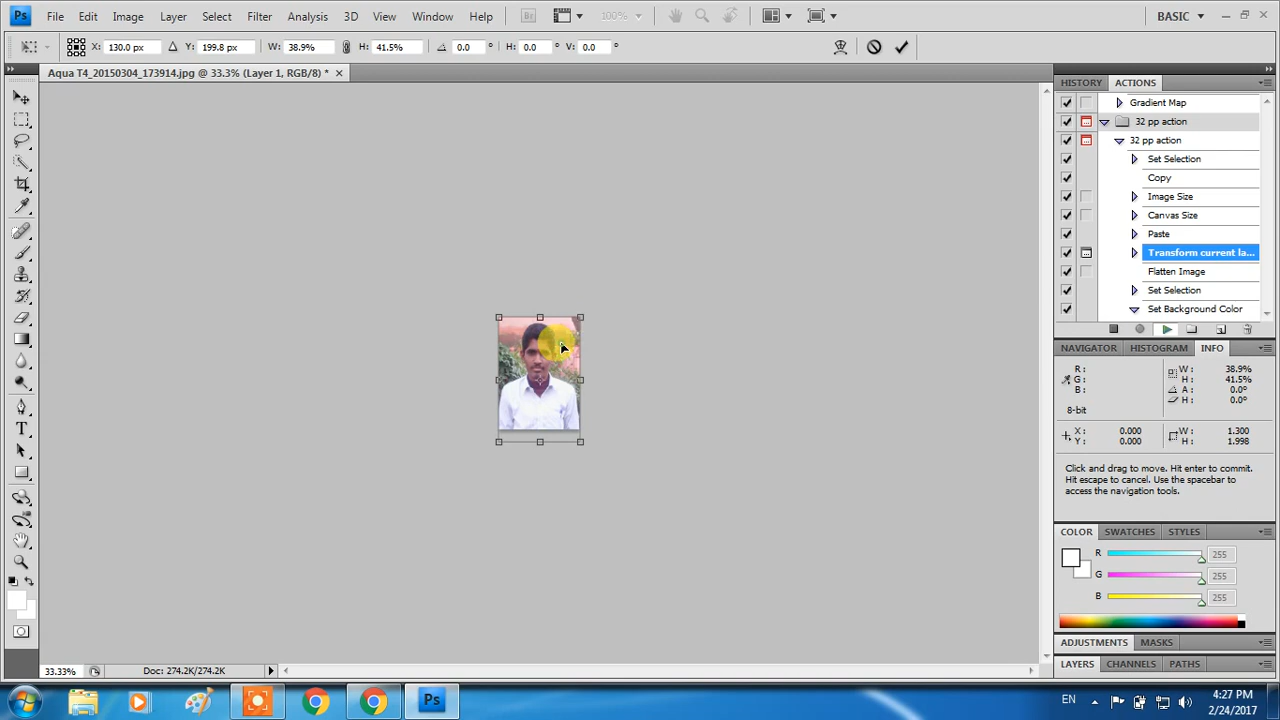 Ps File Edit Image Layer Select Filter Analysis 3D View Window Help Br 100% BASIC
X: 130.0 px Y: 199.8 px W: 38.9% H: 41.5% 0.0 ° H: 0.0 ° V: 0.0 °
Aqua T4_20150304_173914.jpg @ 33.3% (Layer 1, RGB/8) *
HISTORY ACTIONS
Gradient Map
32 pp action
32 pp action
Set Selection
Copy
Image Size
Canvas Size
Paste
Transform current la...
Flatten Image
Set Selection
Set Background Color
NAVIGATOR HISTOGRAM INFO
R: W: 38.9%
G: H: 41.5%
B: A: 0.0°
H: 0.0°
8-bit
X: 0.000 W: 1.300
Y: 0.000 H: 1.998
Click and drag to move. Hit enter to commit.
Hit escape to cancel. Use the spacebar to
access the navigation tools.
COLOR SWATCHES STYLES
R 255
G 255
B 255
ADJUSTMENTS MASKS
LAYERS CHANNELS PATHS
33.33% Doc: 274.2K/274.2K
Ps EN 4:27 PM
2/24/2017